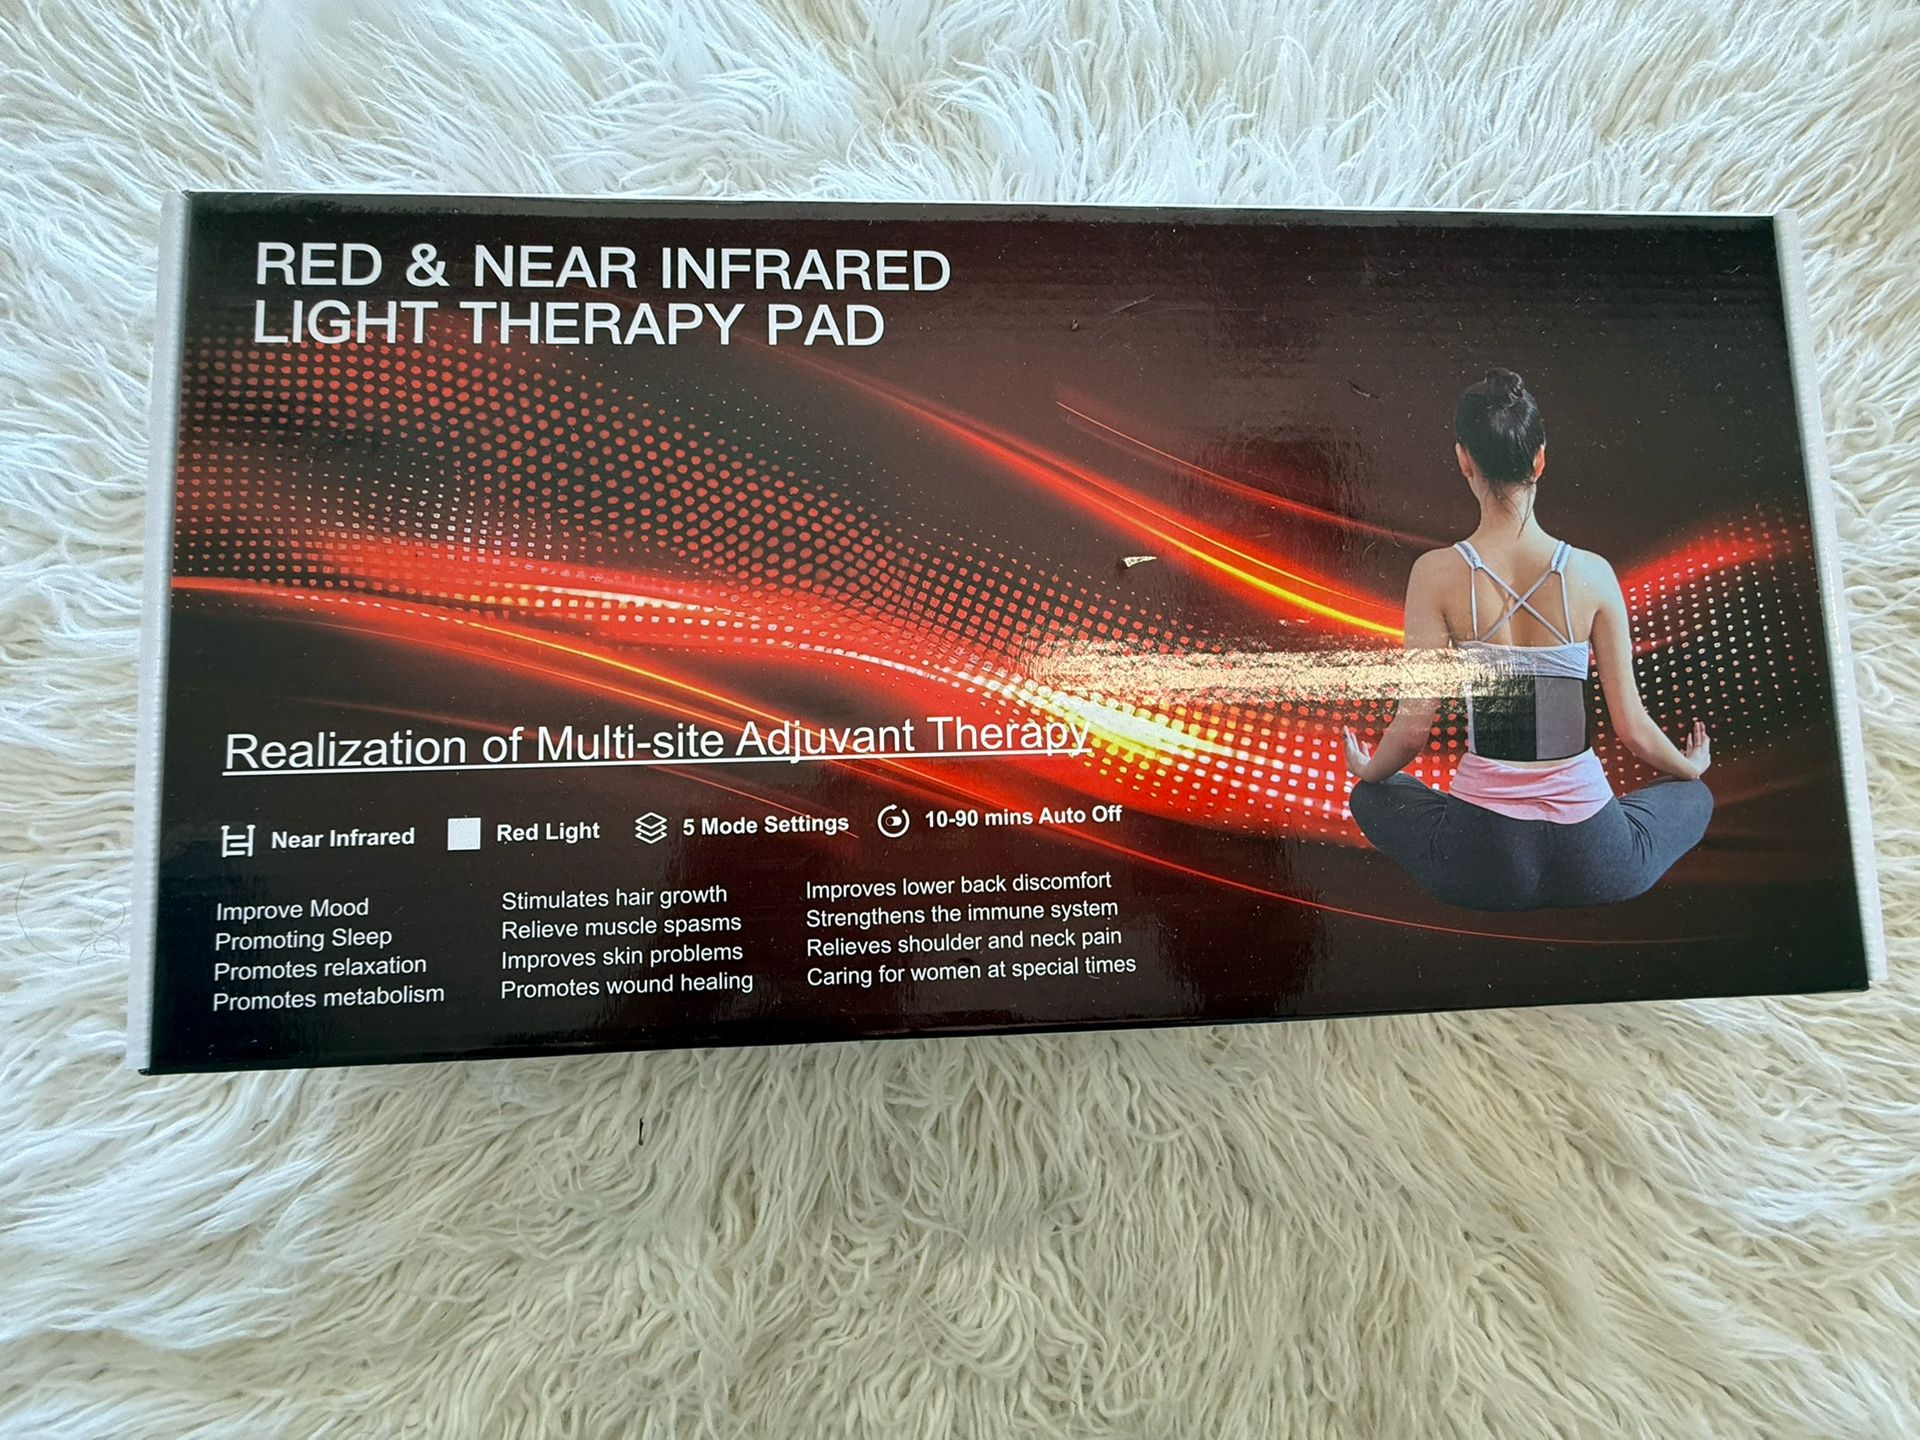 RED & NEAR INFRARED
LIGHT THERAPY PAD
Realization of Multi-site Adjuvant Therapy
Near Infrared
Red Light
5 Mode Settings
10-90 mins Auto Off
Improve Mood
Promoting Sleep
Promotes relaxation
Promotes metabolism
Stimulates hair growth
Relieve muscle spasms
Improves skin problems
Promotes wound healing
Improves lower back discomfort
Strengthens the immune system
Relieves shoulder and neck pain
Caring for women at special times